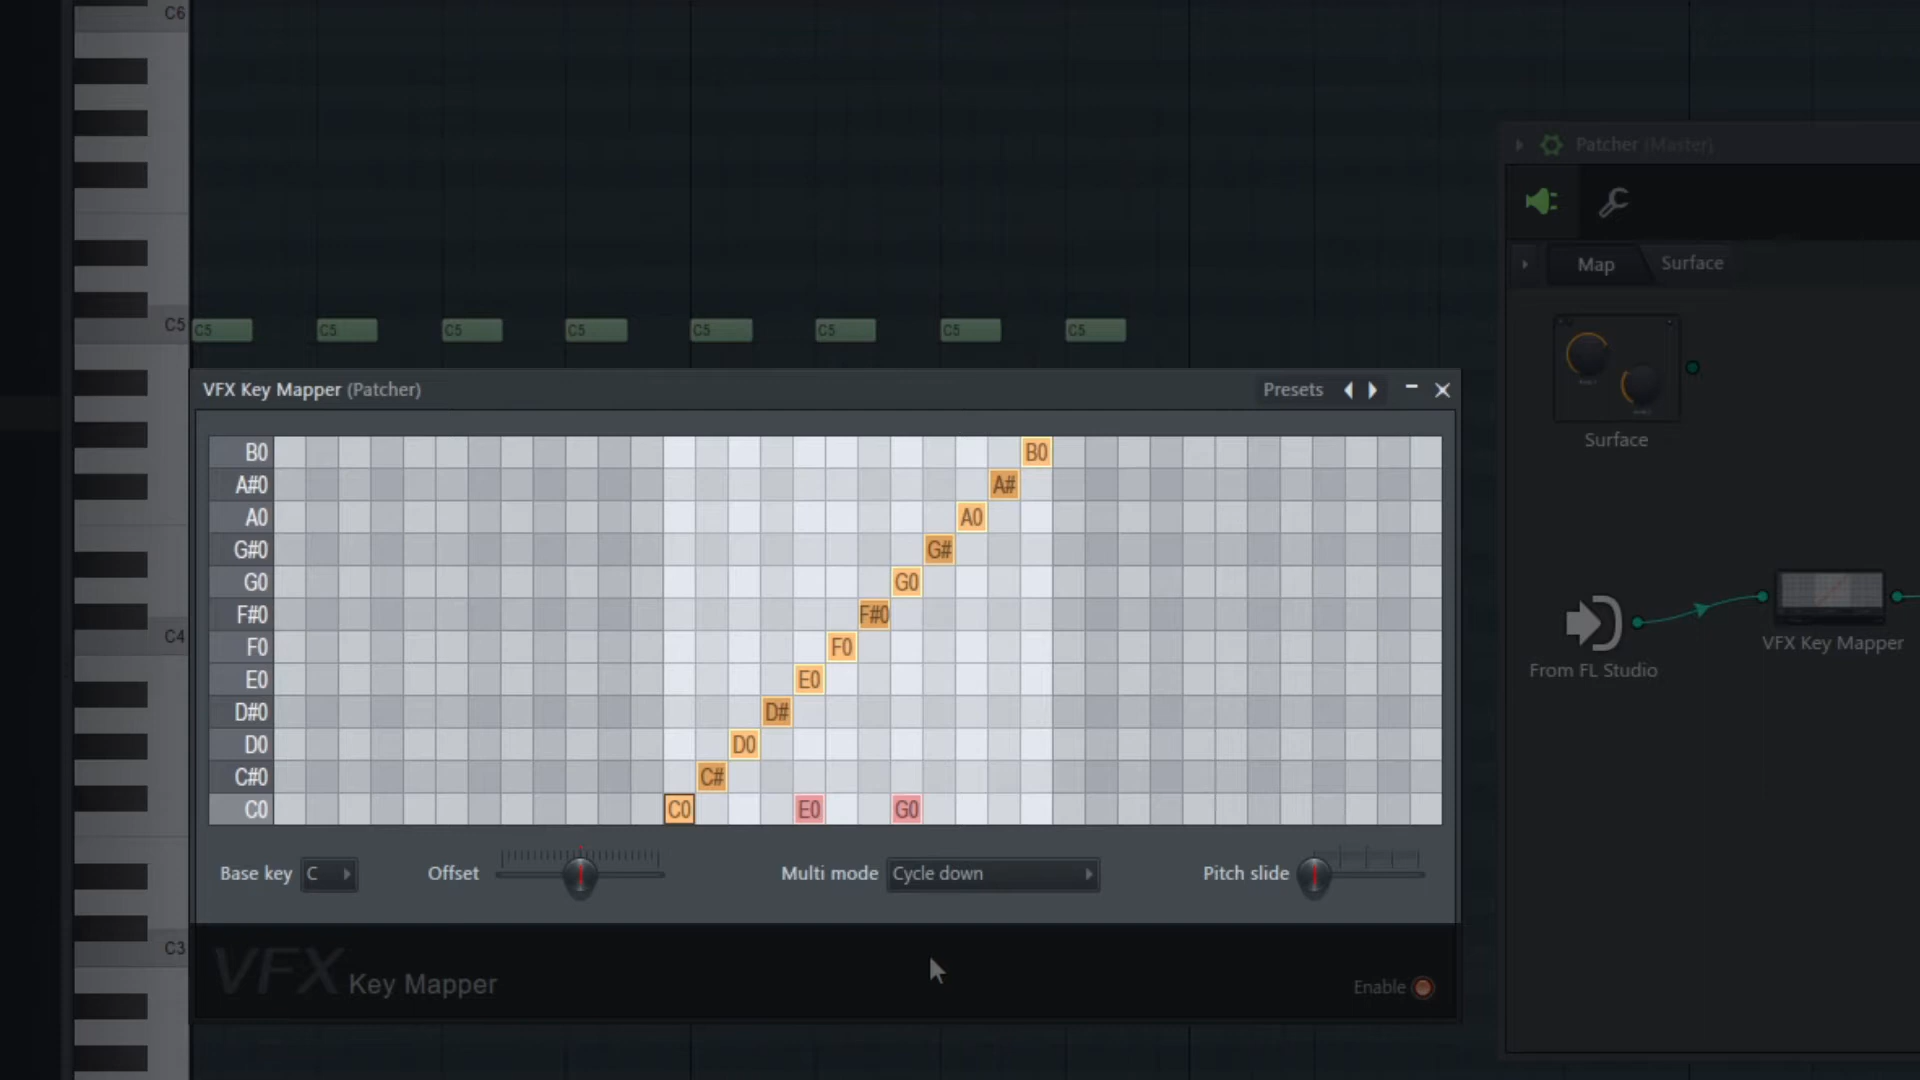 C6
Patcher (Master)
Map Surface
C5 C5 C5 C5 C5 C5 C5 C5 C5
VFX Key Mapper (Patcher) Presets
Surface
B0 B0
A#0 A#
A0 A0
G#0 G#
G0 G0
F#0 F#0
C4
VFX Key Mapper
F0 F0
From FL Studio
E0 E0
D#0 D#
D0 D0
C#0 C#
C0 C0 E0 G0
Base key C Offset Multi mode Cycle down Pitch slide
C3
VFX Key Mapper
Enable